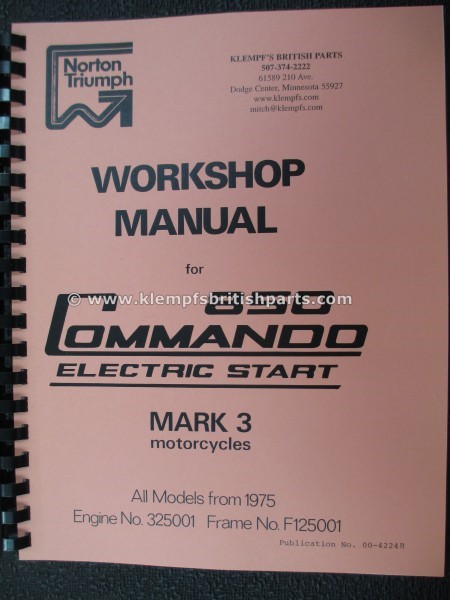 Norton
Triumph
KLEMPF'S BRITISH PARTS
507-374-2222
61589 210 Ave.
Dodge Center, Minnesota 55927
www.klempfs.com
mitch@klempfs.com
WORKSHOP
MANUAL
for
850
© www.klempfsbritishparts.com
COMMANDO
ELECTRIC START
MARK 3
motorcycles
All Models from 1975
Engine No. 325001 Frame No. F125001
Publication No. 00-4224R